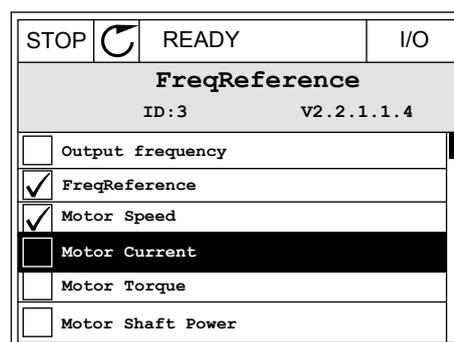 STOP READY I/O
FreqReference
ID:3 V2.2.1.1.4
Output frequency
FreqReference
Motor Speed
Motor Current
Motor Torque
Motor Shaft Power